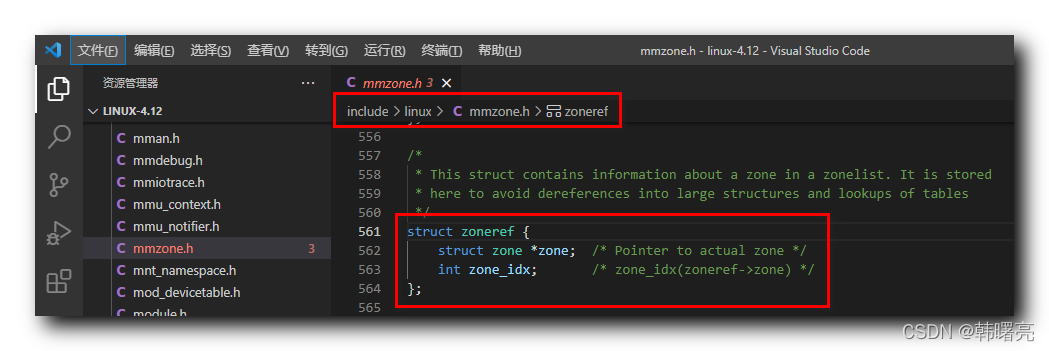 文件(F) 编辑(E) 选择(S) 查看(V) 转到(G) 运行(R) 终端(T) 帮助(H) mmzone.h - linux-4.12 - Visual Studio Code
资源管理器 ···
C mmzone.h 3 ×
LINUX-4.12
include > linux > C mmzone.h > zoneref
C mman.h
C mmdebug.h
C mmiotrace.h
C mmu_context.h
C mmu_notifier.h
C mmzone.h 3
C mnt_namespace.h
C mod_devicetable.h
C module.h
};
556
557 /*
558 * This struct contains information about a zone in a zonelist. It is stored
559 * here to avoid dereferences into large structures and lookups of tables
560 */
561 struct zoneref {
562 struct zone *zone; /* Pointer to actual zone */
563 int zone_idx; /* zone_idx(zoneref->zone) */
564 };
565
CSDN @韩曙亮